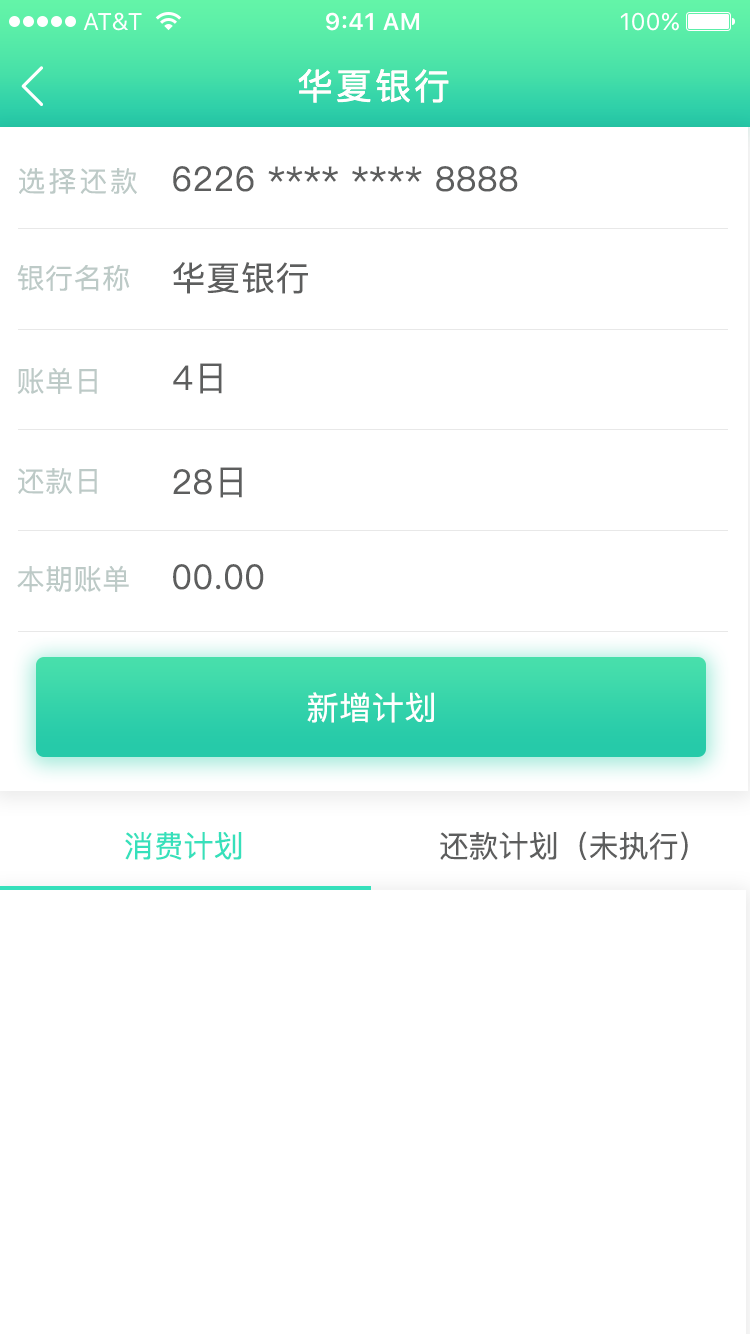 AT&T 9:41 AM 100%
华夏银行
选择还款 6226 **** **** 8888
银行名称 华夏银行
账单日 4日
还款日 28日
本期账单 00.00
新增计划
消费计划 还款计划（未执行）